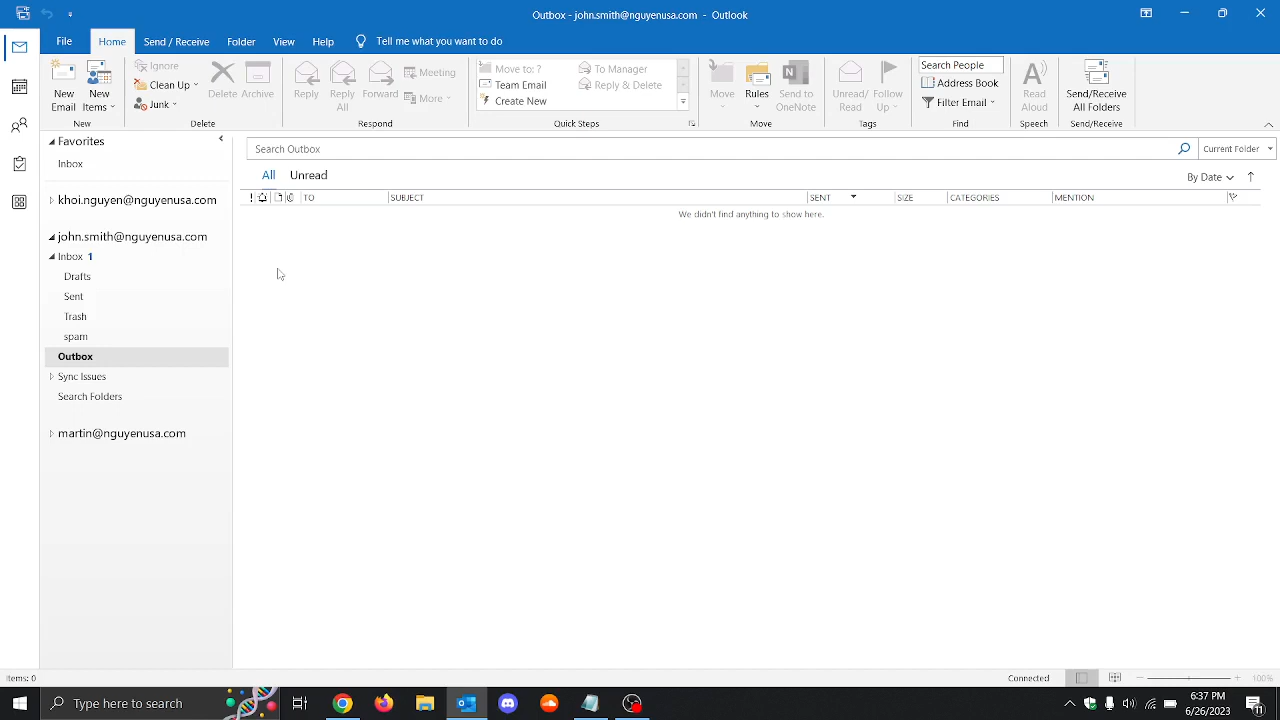 Outbox - john.smith@nguyenusa.com - Outlook
File Home Send / Receive Folder View Help Tell me what you want to do
New Email
New Items
New
Ignore
Clean Up
Junk
Delete
Archive
Delete
Reply
Reply All
Forward
Meeting
More
Respond
Move to: ?
Team Email
Create New
To Manager
Reply & Delete
Quick Steps
Move
Rules
Send to OneNote
Move
Unread/ Read
Follow Up
Tags
Search People
Address Book
Filter Email
Find
Read Aloud
Speech
Send/Receive All Folders
Send/Receive
Favorites
Inbox
khoi.nguyen@nguyenusa.com
john.smith@nguyenusa.com
Inbox 1
Drafts
Sent
Trash
spam
Outbox
Sync Issues
Search Folders
martin@nguyenusa.com
Search Outbox
Current Folder
All Unread
By Date
TO SUBJECT SENT SIZE CATEGORIES MENTION
We didn't find anything to show here.
Items: 0
Connected
100%
Type here to search
6:37 PM
6/26/2023